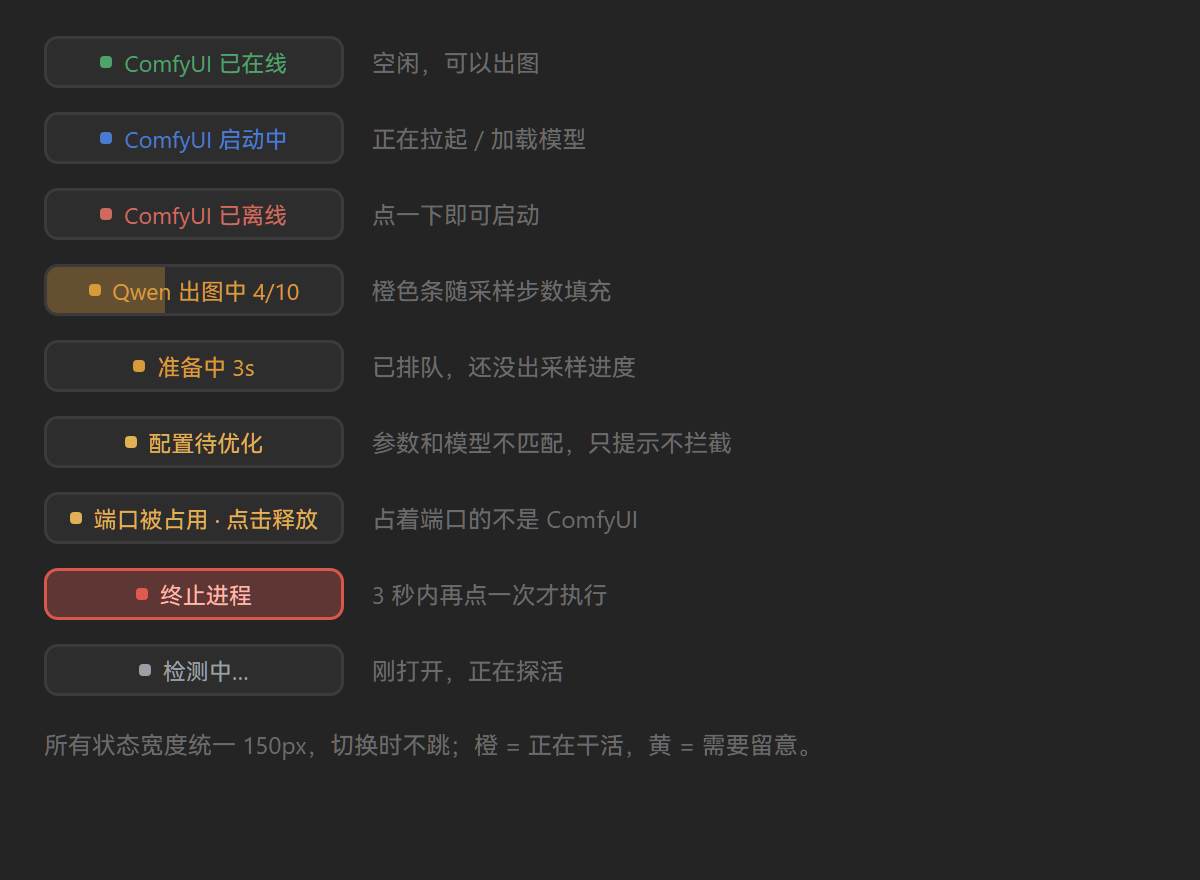 ComfyUI 已在线 空闲，可以出图
ComfyUI 启动中 正在拉起 / 加载模型
ComfyUI 已离线 点一下即可启动
Qwen 出图中 4/10 橙色条随采样步数填充
准备中 3s 已排队，还没出采样进度
配置待优化 参数和模型不匹配，只提示不拦截
端口被占用 · 点击释放 占着端口的不是 ComfyUI
终止进程 3 秒内再点一次才执行
检测中... 刚打开，正在探活
所有状态宽度统一 150px，切换时不跳；橙 = 正在干活，黄 = 需要留意。